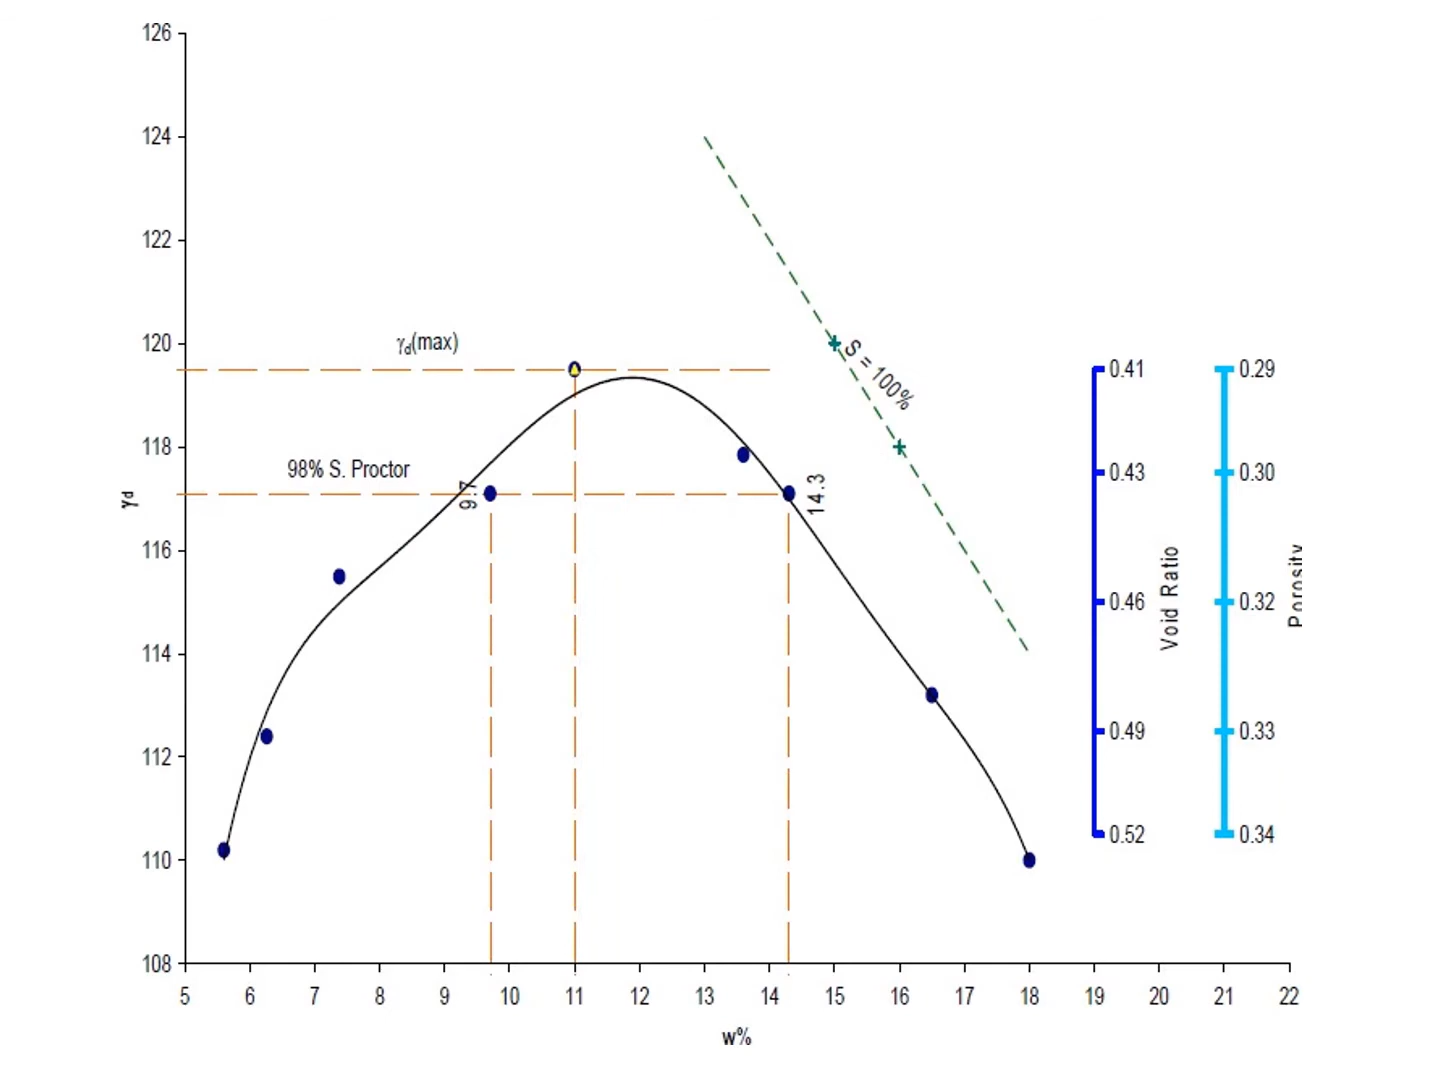 126
124
122
120
118
116
114
112
110
108
γd
γd(max)
98% S. Proctor
9.7
14.3
S = 100%
0.41
0.43
0.46
0.49
0.52
Void Ratio
0.29
0.30
0.32
0.33
0.34
Porosity
5 6 7 8 9 10 11 12 13 14 15 16 17 18 19 20 21 22
w%